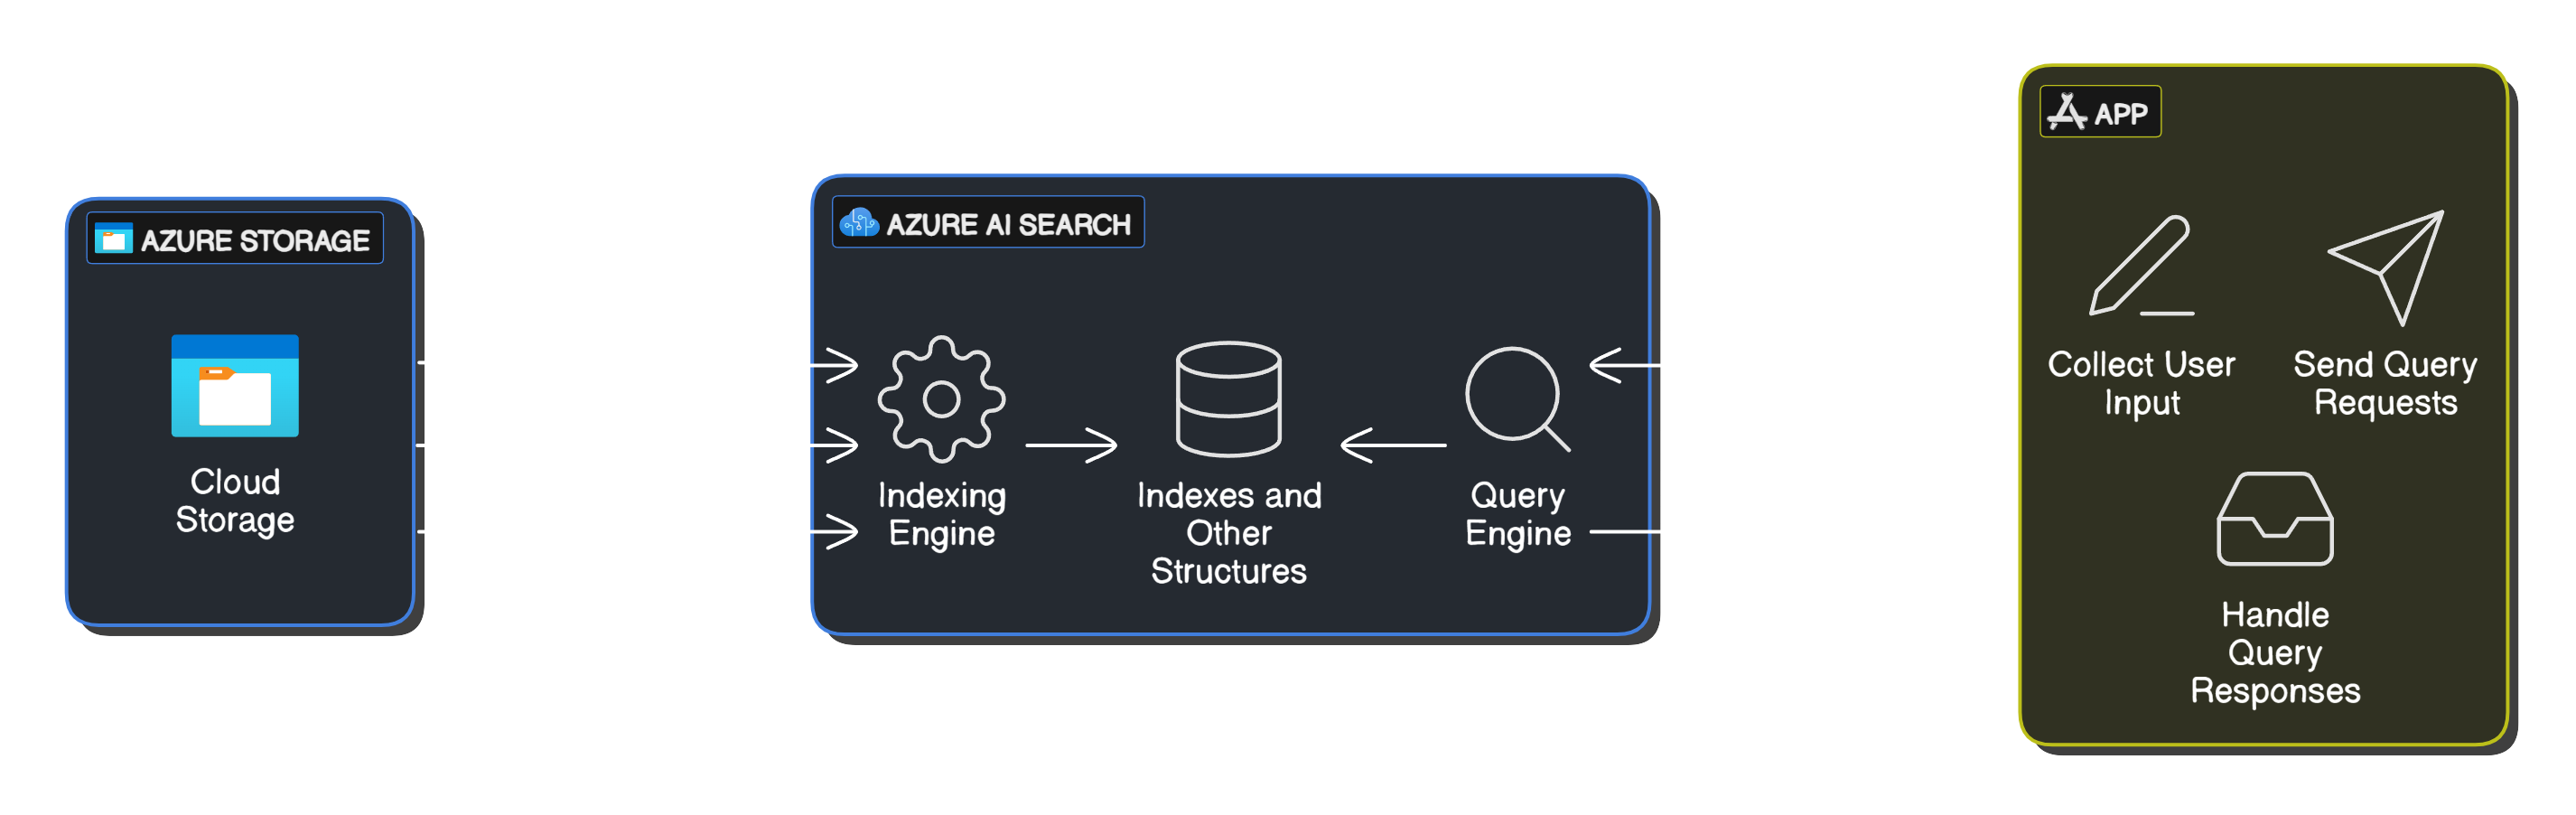 AZURE STORAGE
Cloud
Storage
AZURE AI SEARCH
Indexing
Engine
Indexes and
Other
Structures
Query
Engine
APP
Collect User
Input
Send Query
Requests
Handle
Query
Responses